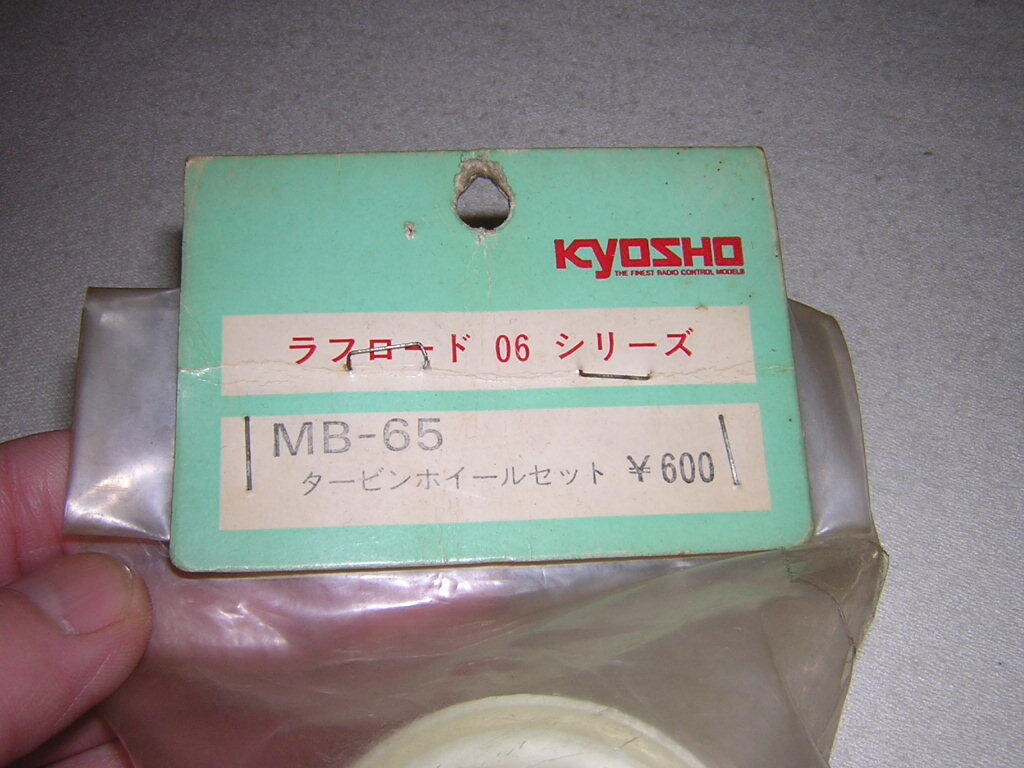 KYOSHO
THE FINEST RADIO CONTROL MODELS
ラフロード 06 シリーズ
MB-65
タービンホイールセット ¥600